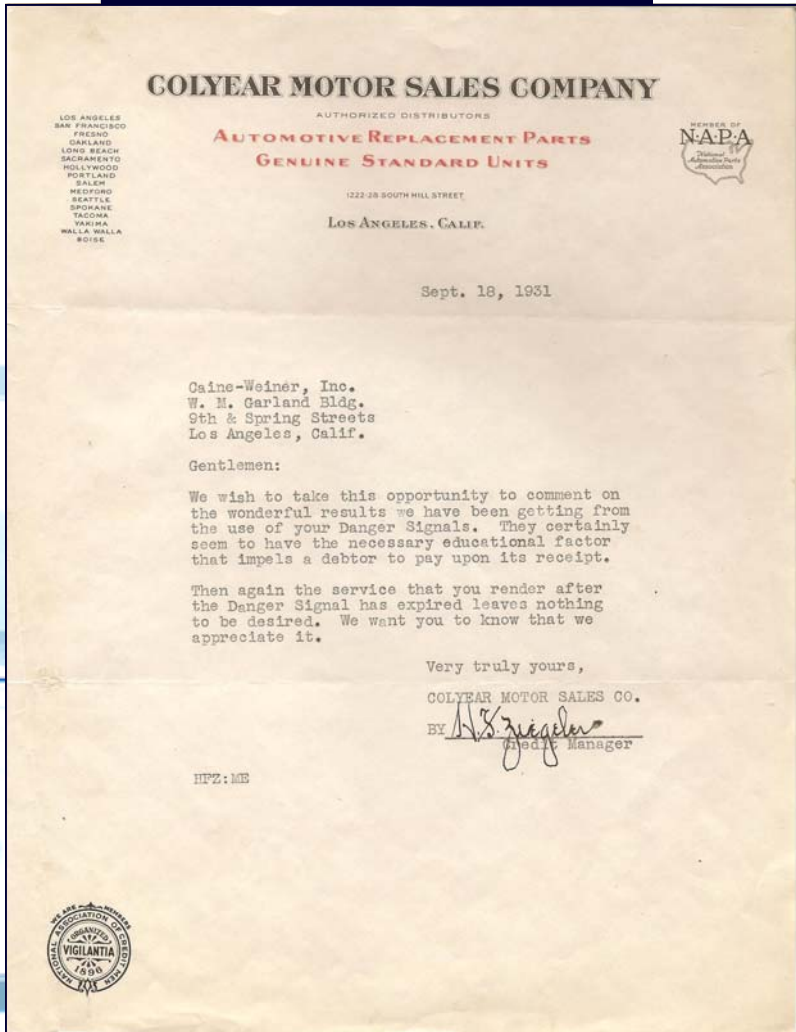 COLYEAR MOTOR SALES COMPANY
AUTHORIZED DISTRIBUTORS
AUTOMOTIVE REPLACEMENT PARTS
GENUINE STANDARD UNITS
1222-28 SOUTH HILL STREET
LOS ANGELES, CALIF.
LOS ANGELES
SAN FRANCISCO
FRESNO
OAKLAND
LONG BEACH
SACRAMENTO
HOLLYWOOD
PORTLAND
SALEM
MEDFORD
SEATTLE
SPOKANE
TACOMA
YAKIMA
WALLA WALLA
BOISE
MEMBER OF
N·A·P·A
National
Automotive Parts
Association
Sept. 18, 1931
Caine-Weiner, Inc.
W. M. Garland Bldg.
9th & Spring Streets
Los Angeles, Calif.
Gentlemen:
We wish to take this opportunity to comment on
the wonderful results we have been getting from
the use of your Danger Signals. They certainly
seem to have the necessary educational factor
that impels a debtor to pay upon its receipt.
Then again the service that you render after
the Danger Signal has expired leaves nothing
to be desired. We want you to know that we
appreciate it.
Very truly yours,
COLYEAR MOTOR SALES CO.
BY H. F. Ziegeler
Credit Manager
HFZ:ME
WE ARE MEMBERS
NATIONAL ASSOCIATION OF CREDIT MEN
ORGANIZED
VIGILANTIA
1896